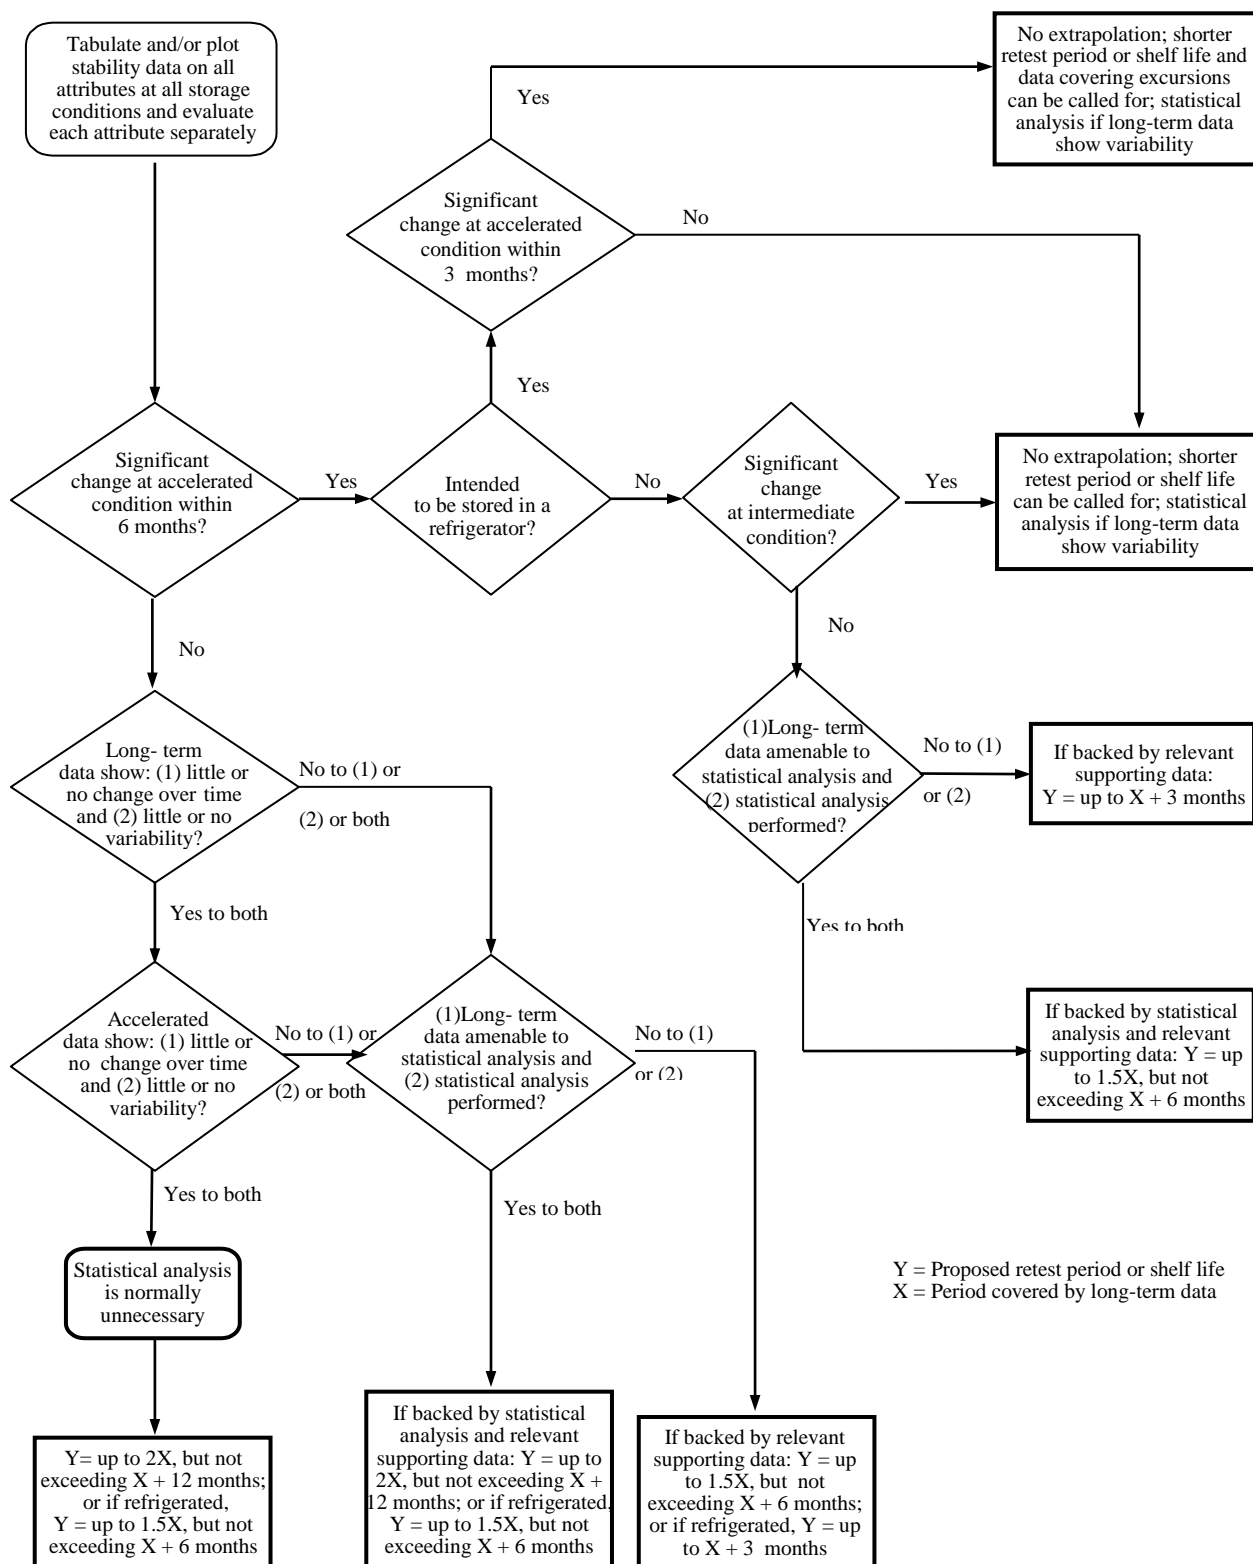 Tabulate and/or plot
stability data on all
attributes at all storage
conditions and evaluate
each attribute separately
No extrapolation; shorter
retest period or shelf life and
data covering excursions
can be called for; statistical
analysis if long-term data
show variability
Yes
Significant
change at accelerated
condition within
3 months?
No
Yes
Significant
change at accelerated
condition within
6 months?
Yes
Intended
to be stored in a
refrigerator?
No
Significant
change
at intermediate
condition?
Yes
No extrapolation; shorter
retest period or shelf life
can be called for; statistical
analysis if long-term data
show variability
No
No
Long- term
data show: (1) little or
no change over time
and (2) little or no
variability?
No to (1) or
(2) or both
(1)Long- term
data amenable to
statistical analysis and
(2) statistical analysis
performed?
No to (1)
or (2)
If backed by relevant
supporting data:
Y = up to X + 3 months
Yes to both
Yes to both
Accelerated
data show: (1) little or
no change over time
and (2) little or no
variability?
No to (1) or
(2) or both
(1)Long- term
data amenable to
statistical analysis and
(2) statistical analysis
performed?
No to (1)
or (2)
If backed by statistical
analysis and relevant
supporting data: Y = up
to 1.5X, but not
exceeding X + 6 months
Yes to both
Yes to both
Statistical analysis
is normally
unnecessary
Y = Proposed retest period or shelf life
X = Period covered by long-term data
Y= up to 2X, but not
exceeding X + 12 months;
or if refrigerated,
Y = up to 1.5X, but not
exceeding X + 6 months
If backed by statistical
analysis and relevant
supporting data: Y = up to
2X, but not exceeding X +
12 months; or if refrigerated,
Y = up to 1.5X, but not
exceeding X + 6 months
If backed by relevant
supporting data: Y = up
to 1.5X, but not
exceeding X + 6 months;
or if refrigerated, Y = up
to X + 3 months